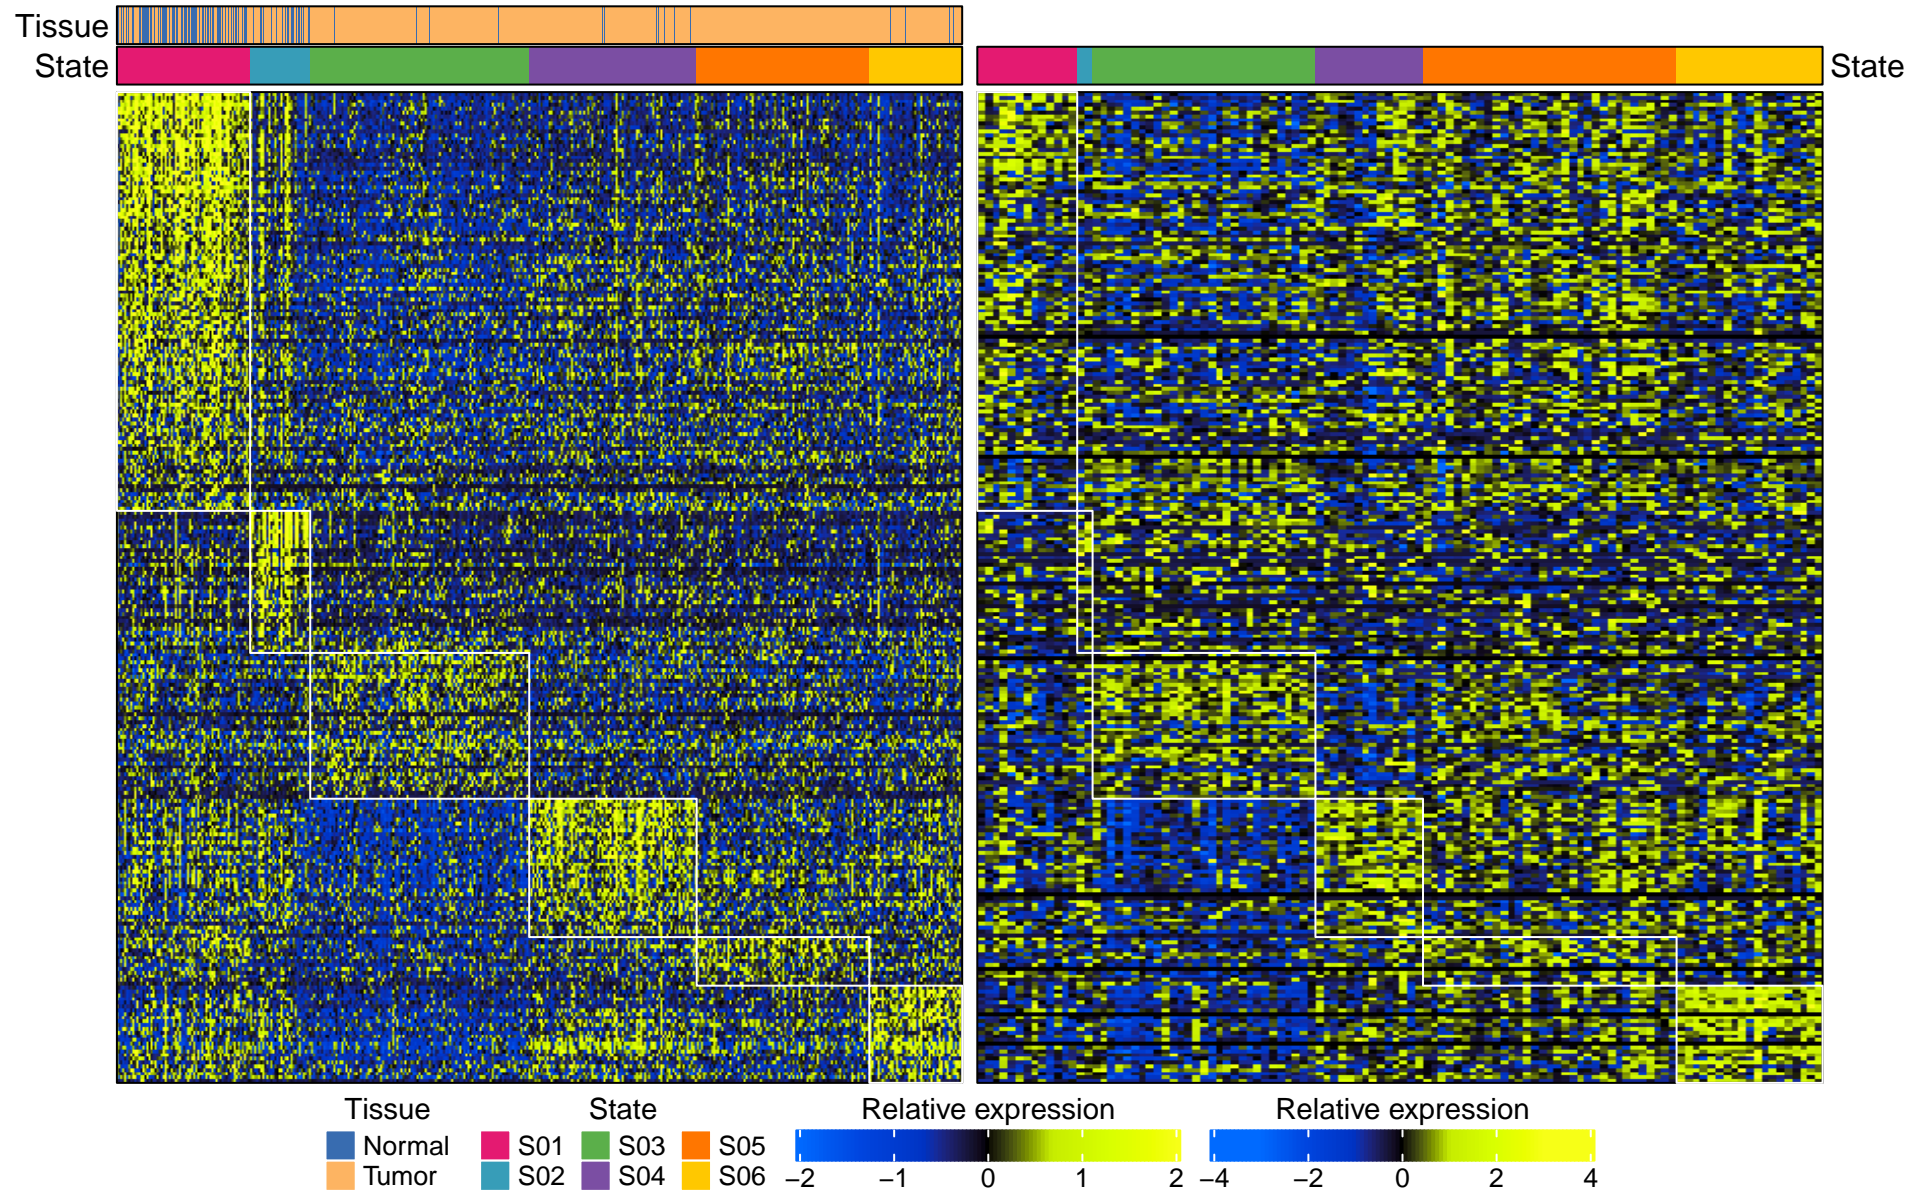 Tissue
State
State
Tissue State Relative expression Relative expression
Normal S01 S03 S05
Tumor S02 S04 S06
−2 −1 0 1 2 −4 −2 0 2 4